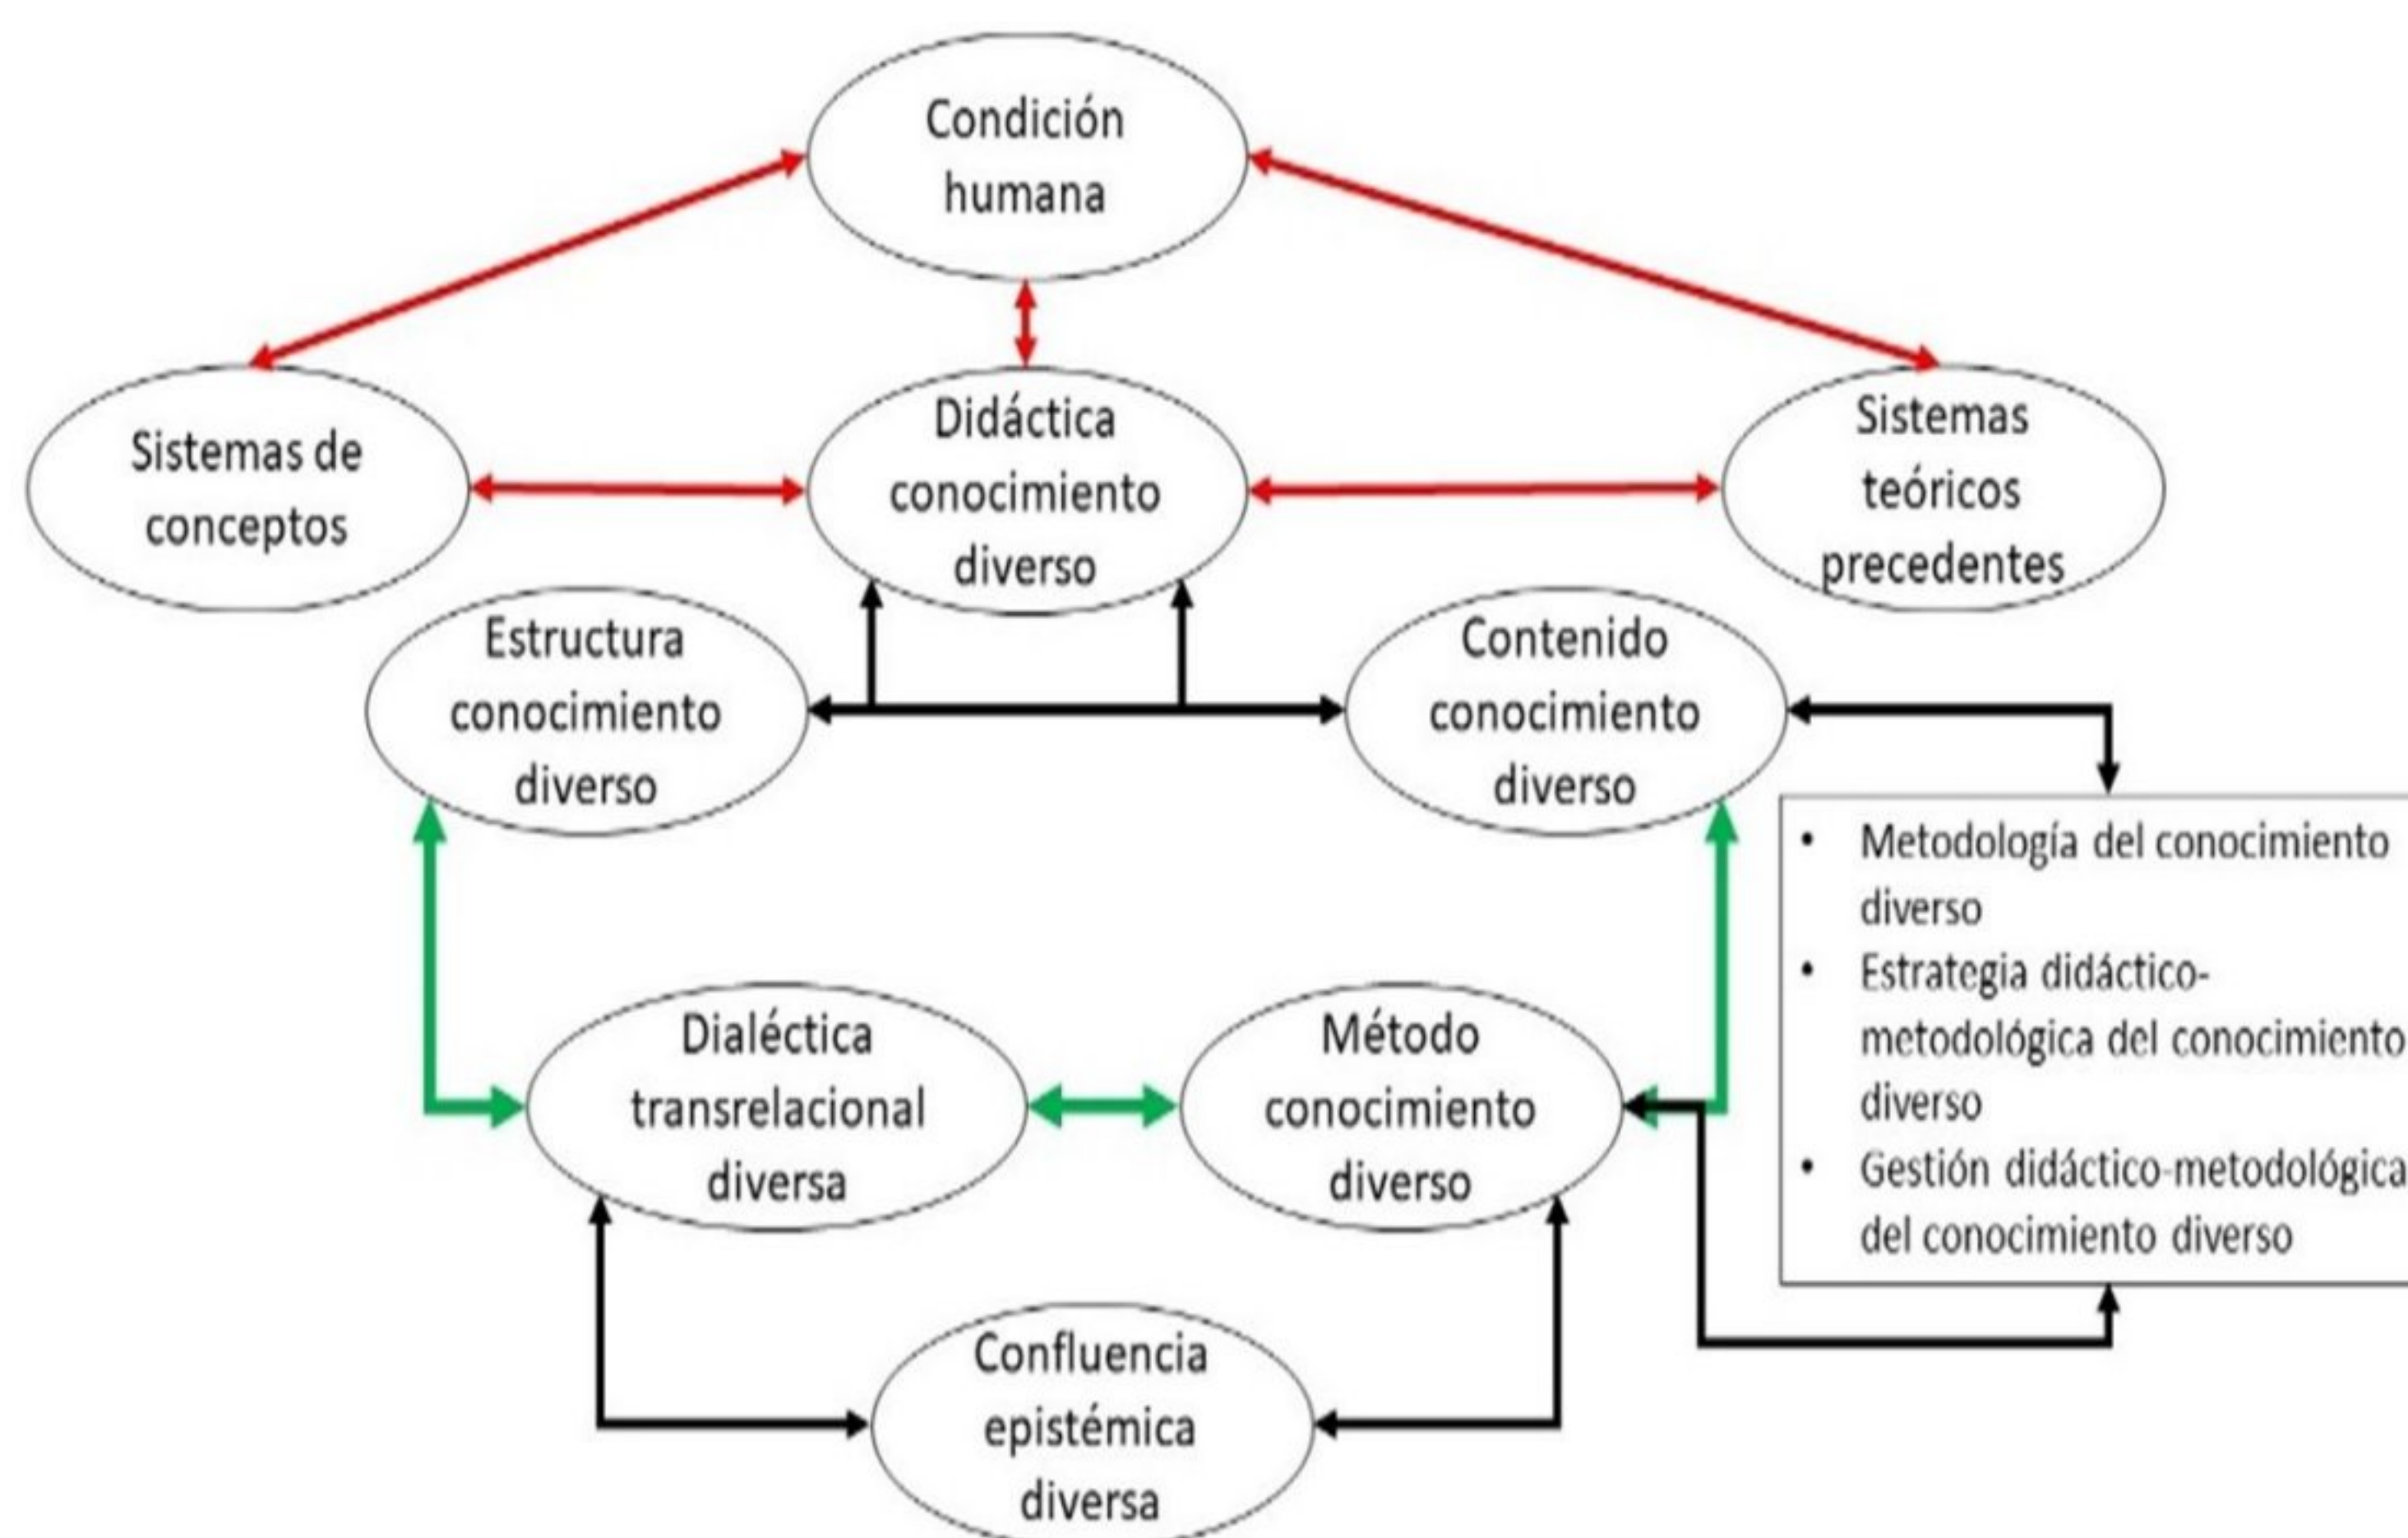 Condición
humana
Sistemas de
conceptos
Didáctica
conocimiento
diverso
Sistemas
teóricos
precedentes
Estructura
conocimiento
diverso
Contenido
conocimiento
diverso
• Metodología del conocimiento
diverso
• Estrategia didáctico-
metodológica del conocimiento
diverso
• Gestión didáctico-metodológica
del conocimiento diverso
Dialéctica
transrelacional
diversa
Método
conocimiento
diverso
Confluencia
epistémica
diversa